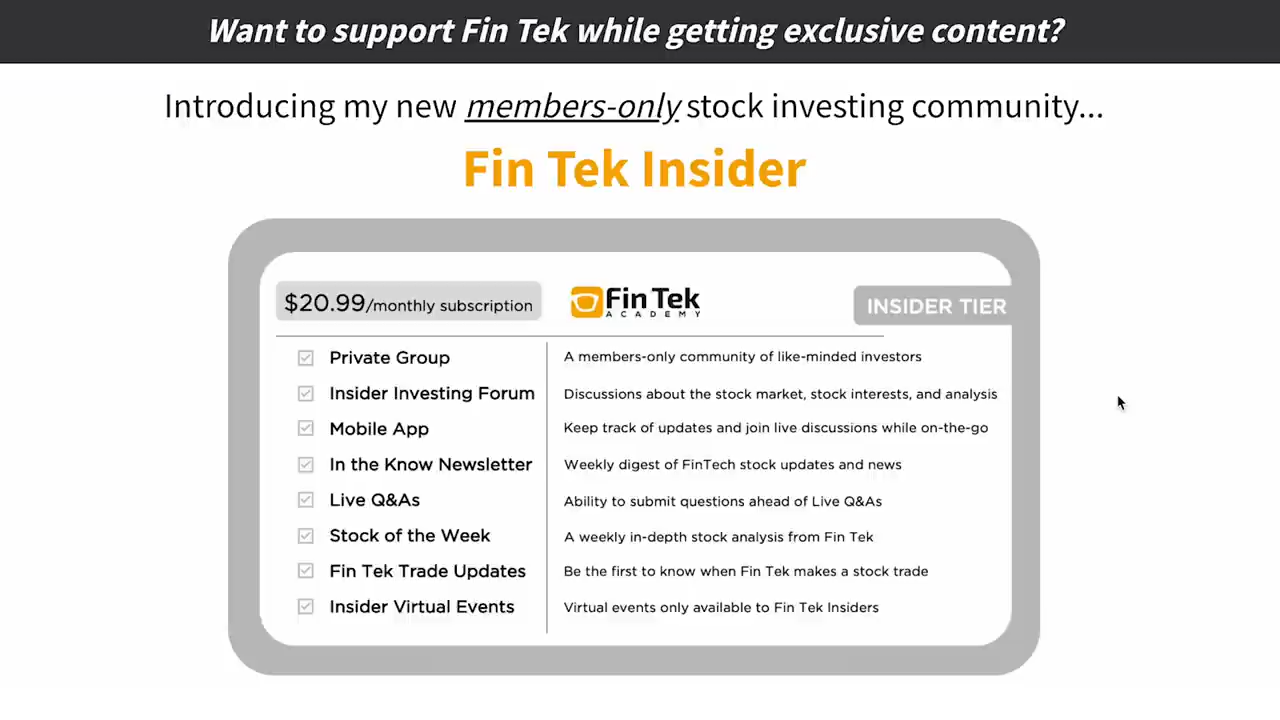 Want to support Fin Tek while getting exclusive content?
Introducing my new members-only stock investing community...
Fin Tek Insider
$20.99/monthly subscription
Fin Tek
ACADEMY
INSIDER TIER
Private Group A members-only community of like-minded investors
Insider Investing Forum Discussions about the stock market, stock interests, and analysis
Mobile App Keep track of updates and join live discussions while on-the-go
In the Know Newsletter Weekly digest of FinTech stock updates and news
Live Q&As Ability to submit questions ahead of Live Q&As
Stock of the Week A weekly in-depth stock analysis from Fin Tek
Fin Tek Trade Updates Be the first to know when Fin Tek makes a stock trade
Insider Virtual Events Virtual events only available to Fin Tek Insiders